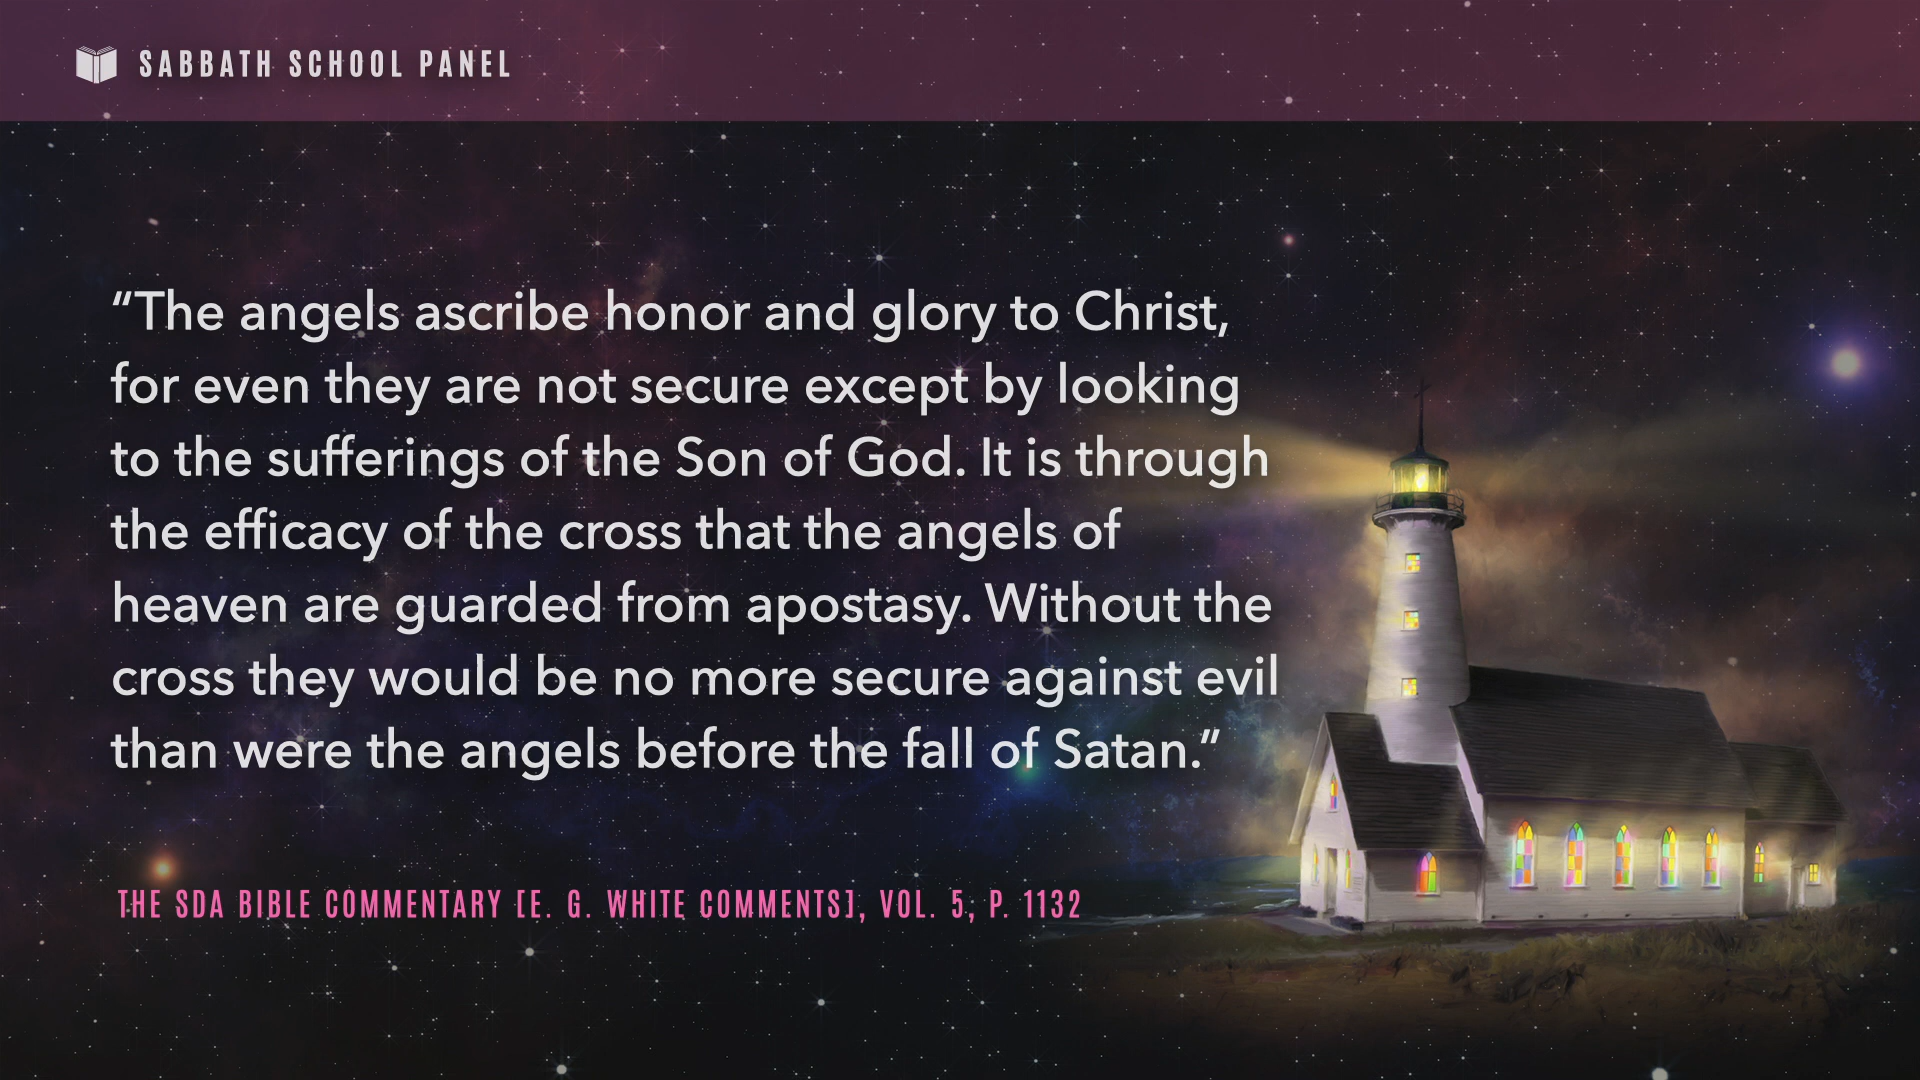 SABBATH SCHOOL PANEL
“The angels ascribe honor and glory to Christ,
for even they are not secure except by looking
to the sufferings of the Son of God. It is through
the efficacy of the cross that the angels of
heaven are guarded from apostasy. Without the
cross they would be no more secure against evil
than were the angels before the fall of Satan.”
THE SDA BIBLE COMMENTARY [E. G. WHITE COMMENTS], VOL. 5, P. 1132